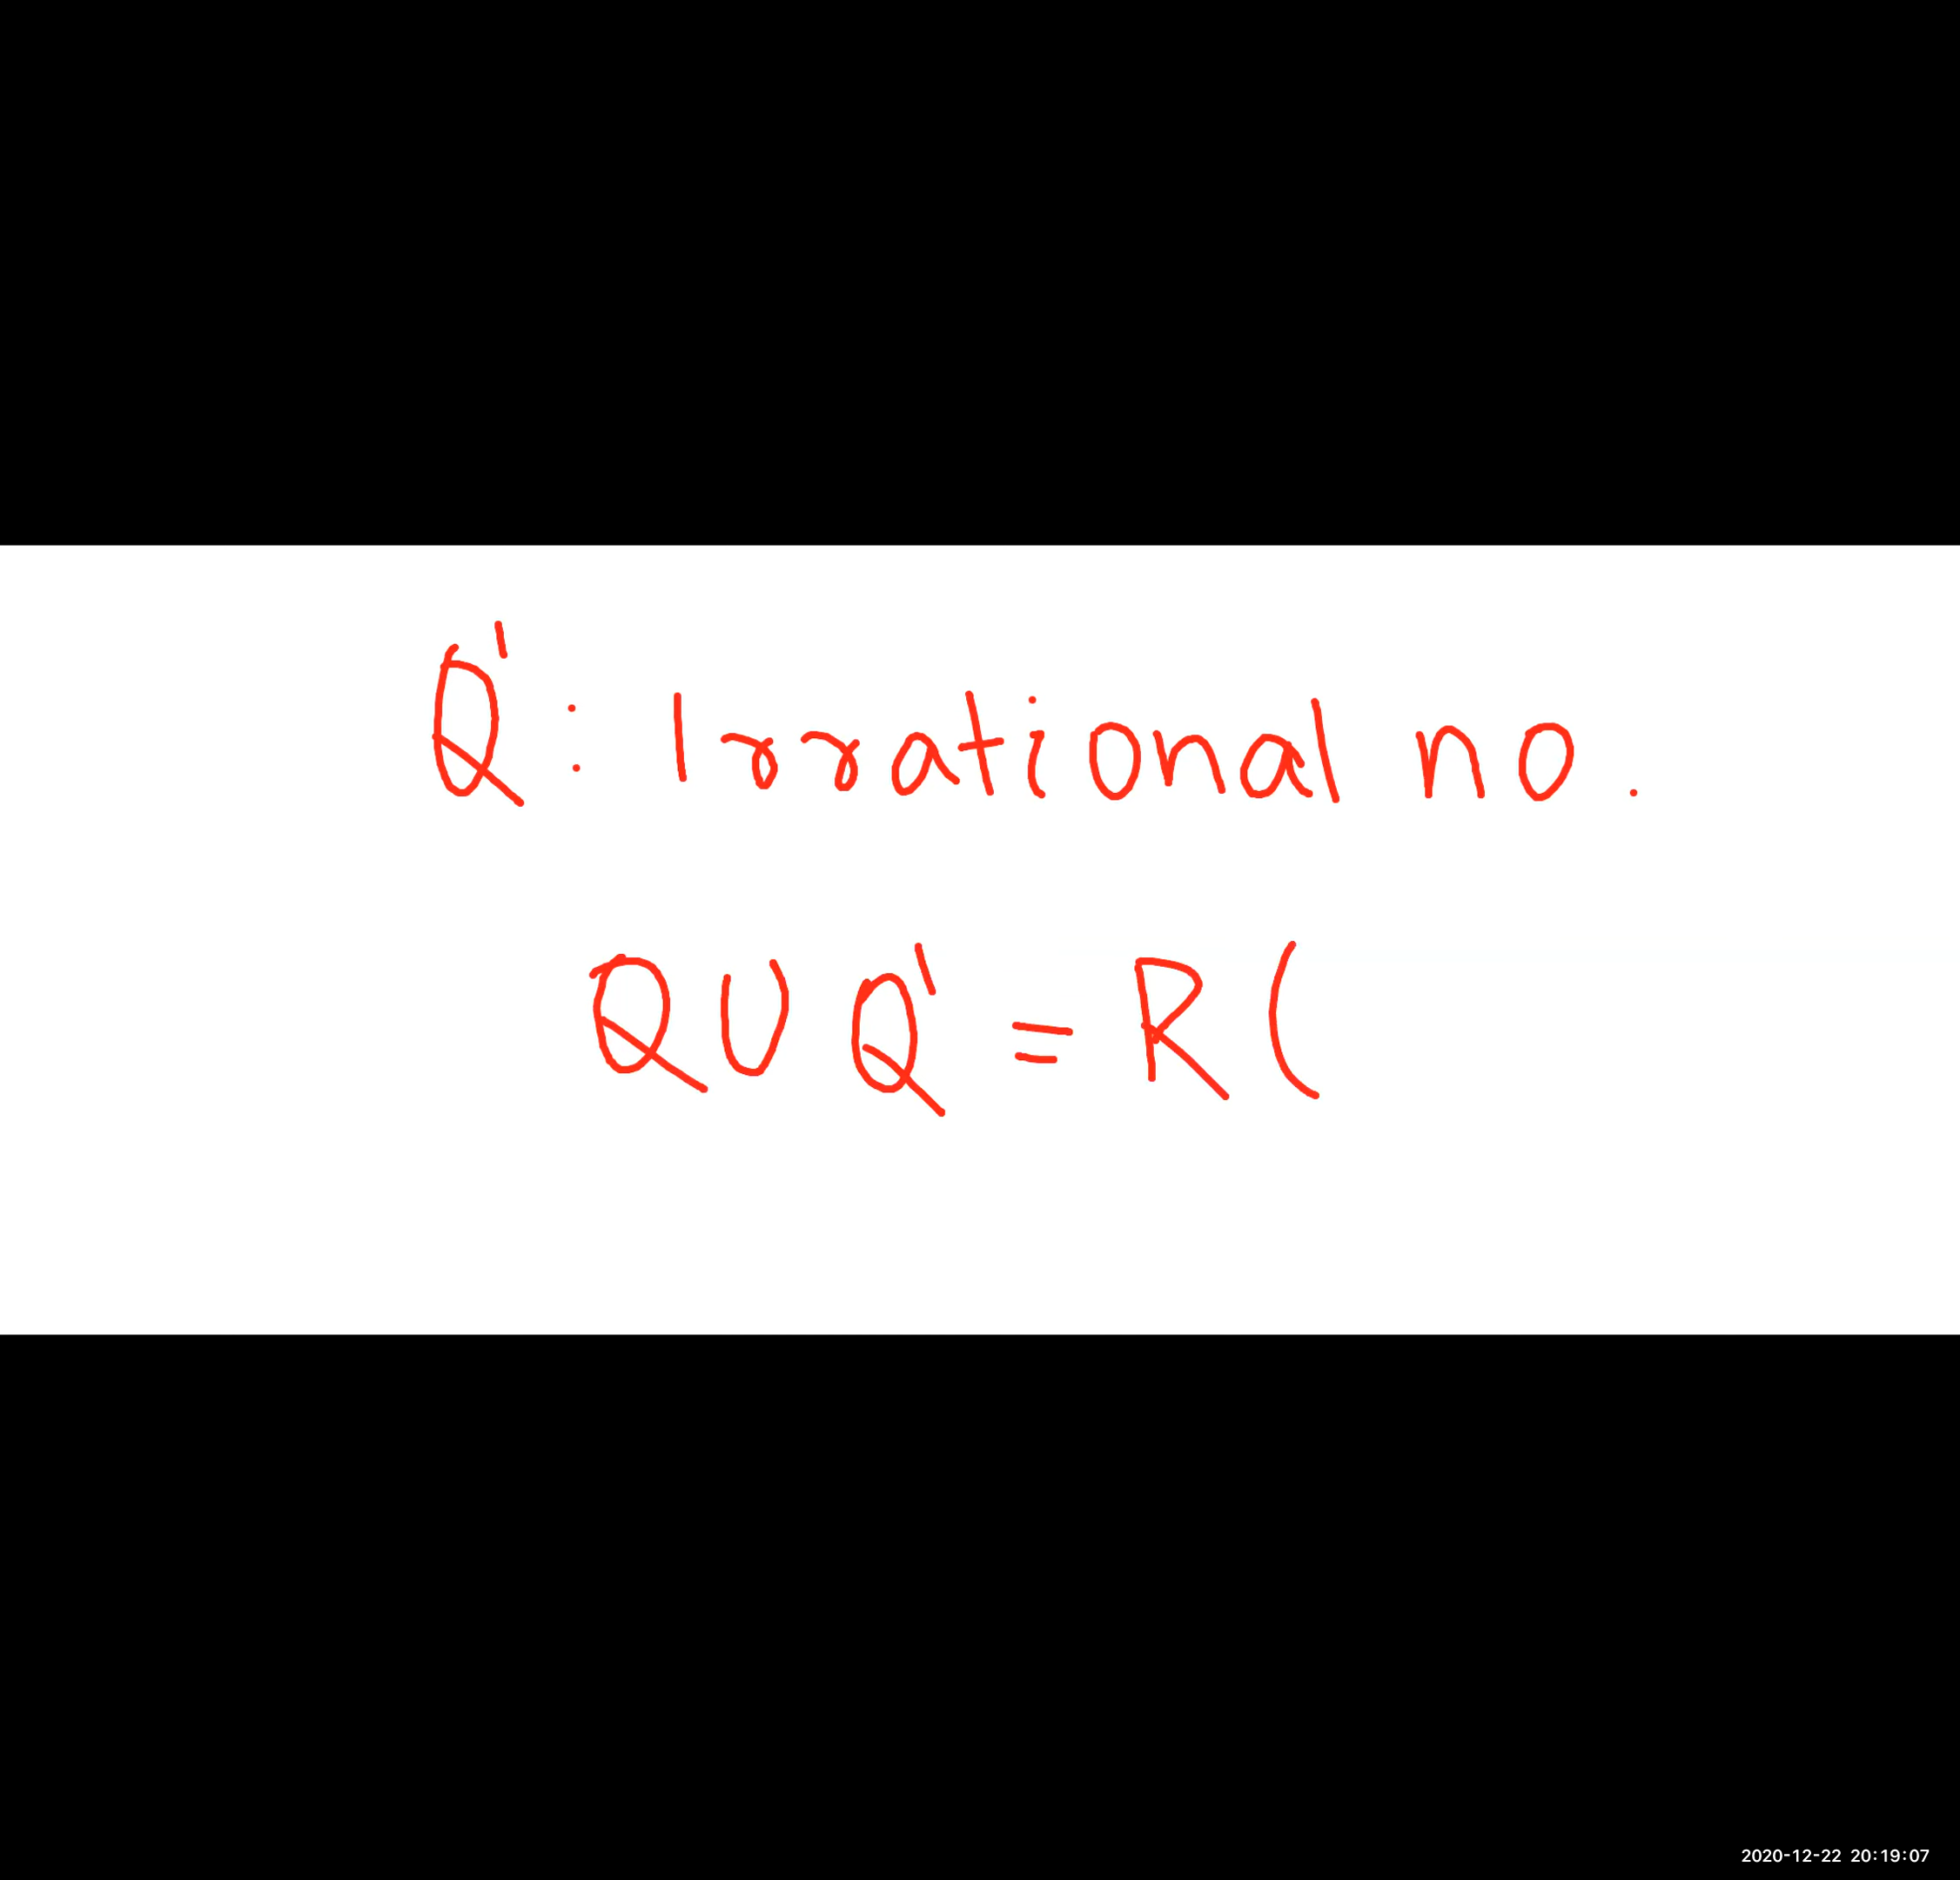 Q' : Irrational no.
Q U Q' = R (
2020-12-22 20:19:07